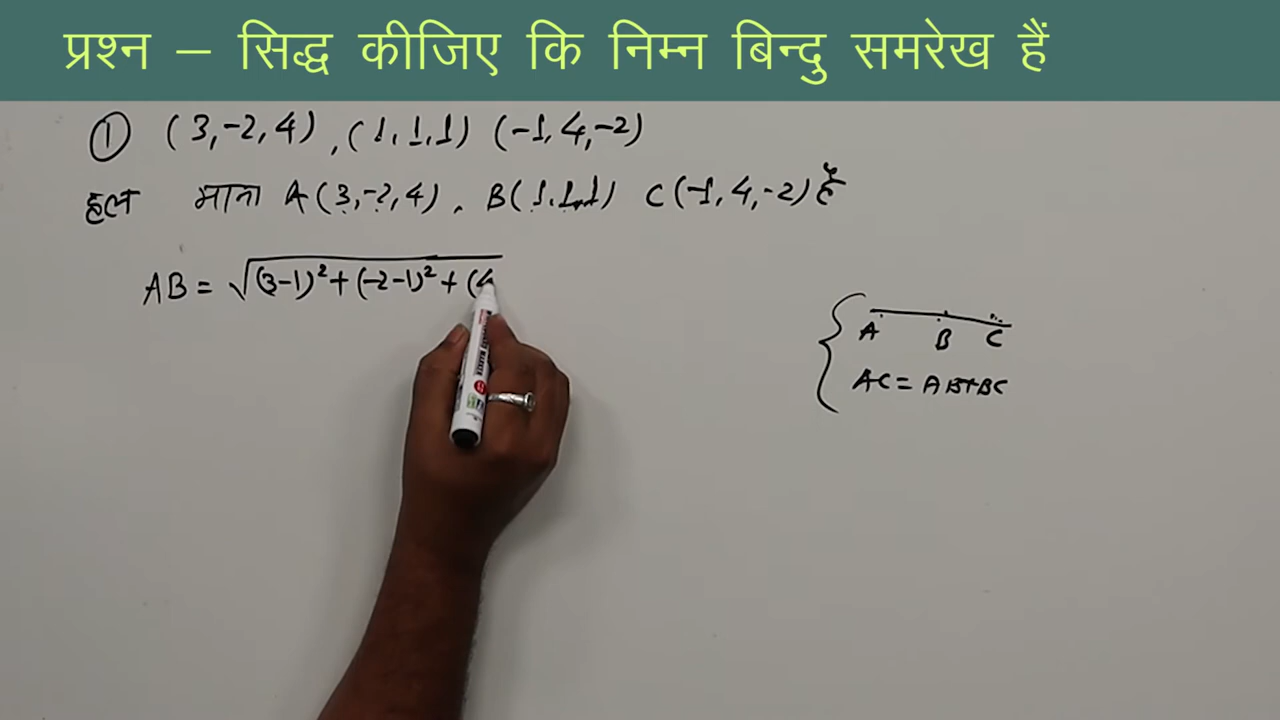 प्रश्न – सिद्ध कीजिए कि निम्न बिन्दु समरेख हैं
① (3,-2,4), (1,1,1) (-1,4,-2)
हल माना A(3,-2,4), B(1,1,1) C(-1,4,-2) है
AB = √(3-1)²+(-2-1)²+(4
A B C
AC = AB+BC